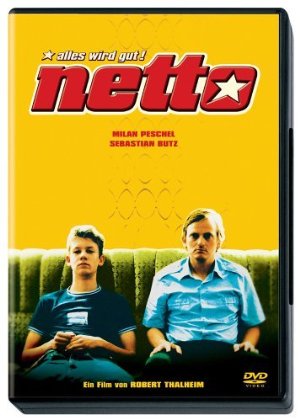 alles wird gut!
netto
MILAN PESCHEL
SEBASTIAN BUTZ
Ein Film von ROBERT THALHEIM
DVD
VIDEO